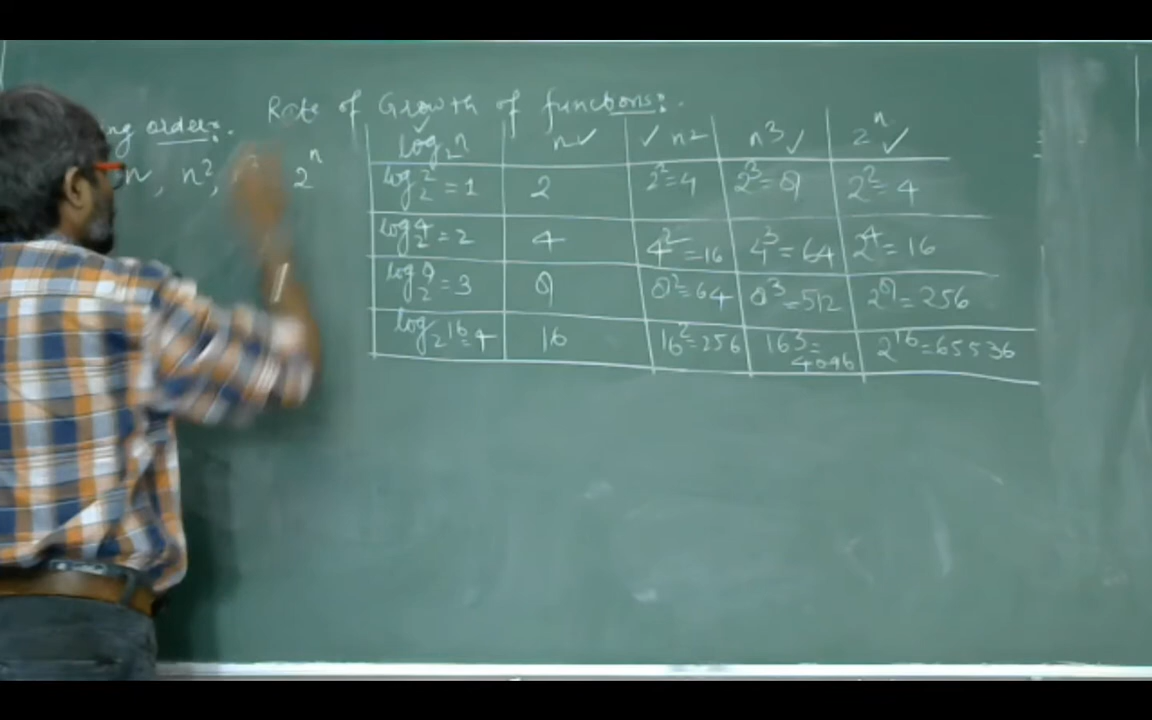 Rate of Growth of functions:
ng order:.
n, n², 2ⁿ
log₂n n✓ ✓ n² n³✓ 2ⁿ✓
log₂2 = 1 2 2² = 4 2³ = 8 2² = 4
log₂4 = 2 4 4² = 16 4³ = 64 2⁴ = 16
log₂8 = 3 8 8² = 64 8³ = 512 2⁸ = 256
log₂16 = 4 16 16² = 256 16³ = 4096 2¹⁶ = 65536